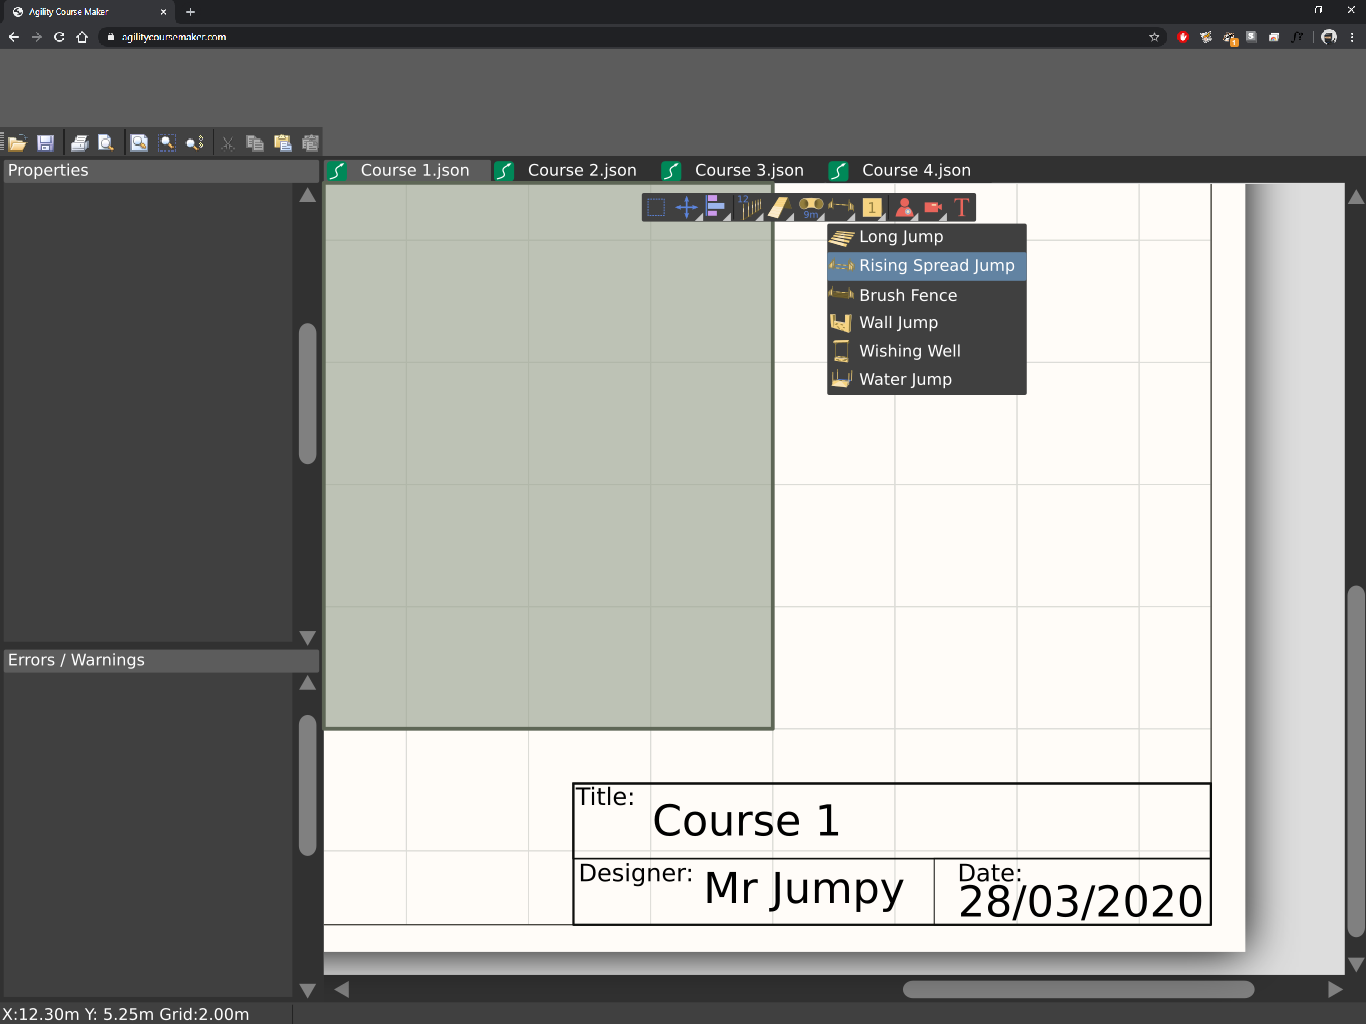 Agility Course Maker
agilitycoursemaker.com
1
f?
Properties
Course 1.json
Course 2.json
Course 3.json
Course 4.json
12
9m
1
T
Long Jump
Rising Spread Jump
Brush Fence
Wall Jump
Wishing Well
Water Jump
Errors / Warnings
Title:
Course 1
Designer:
Mr Jumpy
Date:
28/03/2020
X:12.30m Y: 5.25m Grid:2.00m